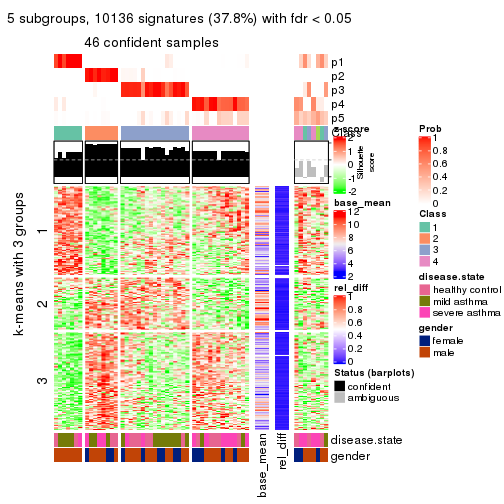 5 subgroups, 10136 signatures (37.8%) with fdr < 0.05
46 confident samples
p1
p2
p3
p4
p5
Class
Silhouette
score
k-means with 3 groups
1
2
3
base_mean
rel_diff
disease.state
gender
z-score
2
1
0
-1
-2
base_mean
12
10
8
6
4
2
rel_diff
1
0.8
0.6
0.4
0.2
0
Status (barplots)
confident
ambiguous
Prob
1
0.8
0.6
0.4
0.2
0
Class
1
2
3
4
disease.state
healthy control
mild asthma
severe asthma
gender
female
male